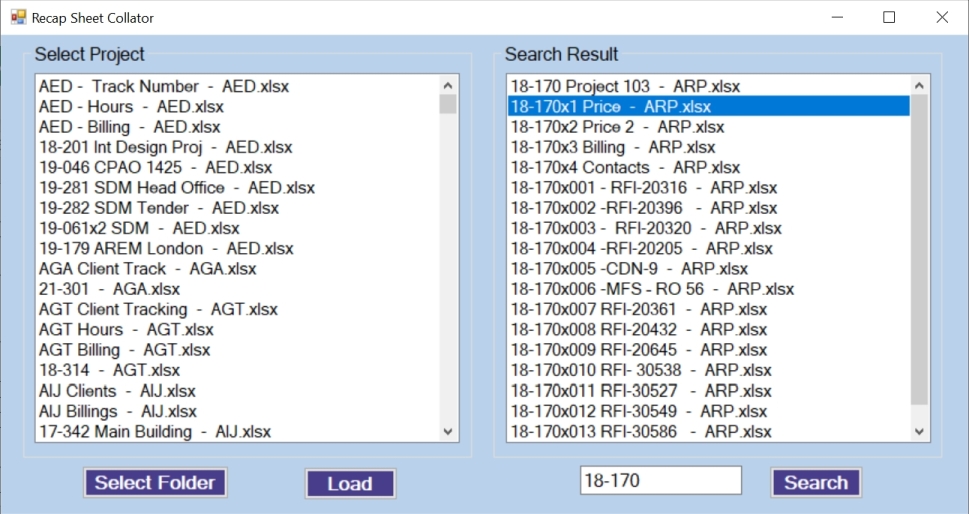 Recap Sheet Collator
Select Project
AED -  Track Number  -  AED.xlsx
AED - Hours  -  AED.xlsx
AED - Billing  -  AED.xlsx
18-201 Int Design Proj  -  AED.xlsx
19-046 CPAO 1425  -  AED.xlsx
19-281 SDM Head Office  -  AED.xlsx
19-282 SDM Tender  -  AED.xlsx
19-061x2 SDM  -  AED.xlsx
19-179 AREM London  -  AED.xlsx
AGA Client Track  -  AGA.xlsx
21-301  -  AGA.xlsx
AGT Client Tracking  -  AGT.xlsx
AGT Hours  -  AGT.xlsx
AGT Billing  -  AGT.xlsx
18-314  -  AGT.xlsx
AIJ Clients  -  AIJ.xlsx
AIJ Billings  -  AIJ.xlsx
17-342 Main Building  -  AIJ.xlsx
Select Folder
Load
Search Result
18-170 Project 103  -  ARP.xlsx
18-170x1 Price  -  ARP.xlsx
18-170x2 Price 2  -  ARP.xlsx
18-170x3 Billing  -  ARP.xlsx
18-170x4 Contacts  -  ARP.xlsx
18-170x001 - RFI-20316  -  ARP.xlsx
18-170x002 -RFI-20396   -  ARP.xlsx
18-170x003 -  RFI-20320  -  ARP.xlsx
18-170x004 -RFI-20205  -  ARP.xlsx
18-170x005 -CDN-9  -  ARP.xlsx
18-170x006 -MFS - RO 56  -  ARP.xlsx
18-170x007 RFI-20361  -  ARP.xlsx
18-170x008 RFI-20432  -  ARP.xlsx
18-170x009 RFI-20645  -  ARP.xlsx
18-170x010 RFI- 30538  -  ARP.xlsx
18-170x011 RFI-30527   -  ARP.xlsx
18-170x012 RFI-30549  -  ARP.xlsx
18-170x013 RFI-30586   -  ARP.xlsx
18-170
Search